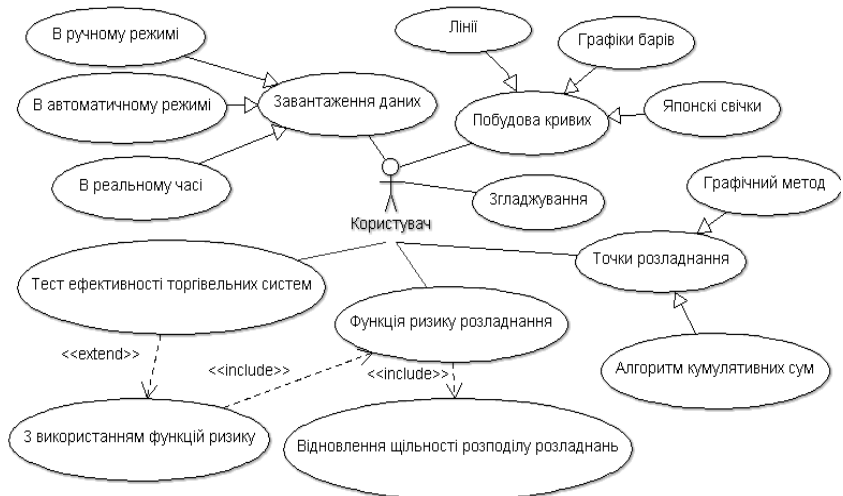 В ручному режимі
Лінії
Графіки барів
В автоматичному режимі
Завантаження даних
Японскі свічки
Побудова кривих
В реальному часі
Графічний метод
Згладжування
Користувач
Точки розладнання
Тест ефективності торгівельних систем
Функція ризику розладнання
<<extend>>
<<include>>
<<include>>
Алгоритм кумулятивних сум
З використанням функцій ризику
Відновлення щільності розподілу розладнань